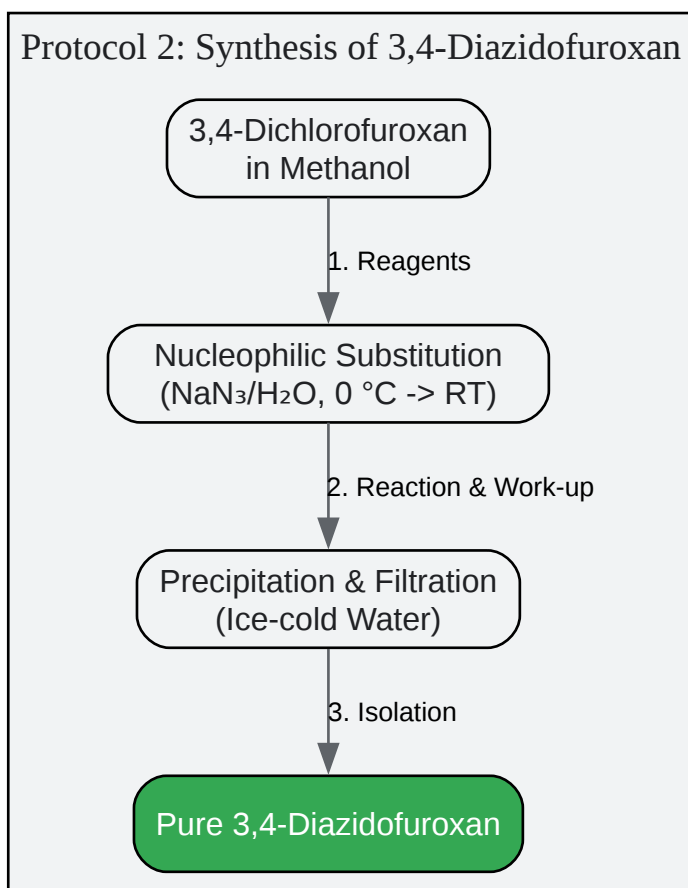 Protocol 2: Synthesis of 3,4-Diazidofuroxan
3,4-Dichlorofuroxan
in Methanol
1. Reagents
Nucleophilic Substitution
(NaN₃/H₂O, 0 °C -> RT)
2. Reaction & Work-up
Precipitation & Filtration
(Ice-cold Water)
3. Isolation
Pure 3,4-Diazidofuroxan